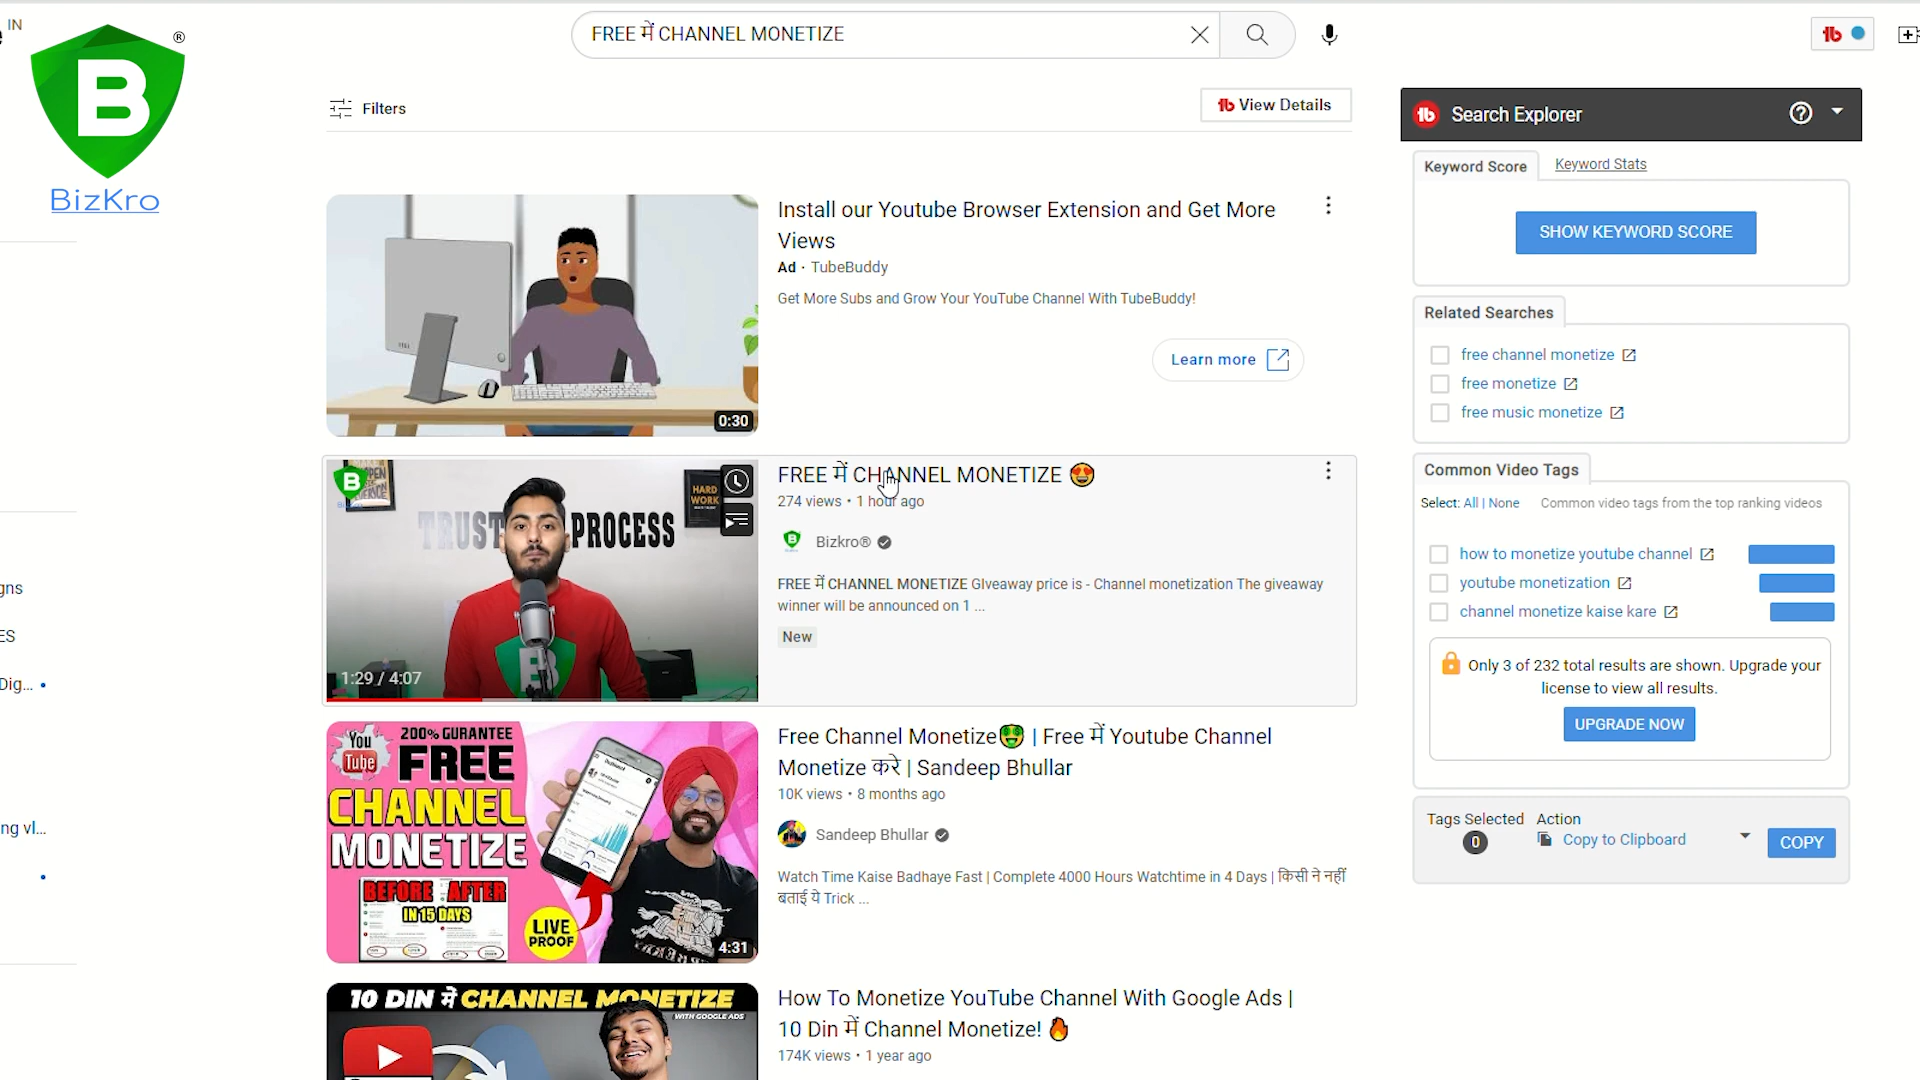 IN
®
B
BizKro
FREE में CHANNEL MONETIZE
Filters
View Details
Install our Youtube Browser Extension and Get More
Views
Ad · TubeBuddy
Get More Subs and Grow Your YouTube Channel With TubeBuddy!
Learn more
0:30
B
HARD
WORK
TRUST
PROCESS
B
1:29 / 4:07
FREE में CHANNEL MONETIZE 😍
274 views • 1 hour ago
Bizkro®
FREE में CHANNEL MONETIZE GIveaway price is - Channel monetization The giveaway
winner will be announced on 1 ...
New
You
Tube
200% GURANTEE
FREE
CHANNEL
MONETIZE
BEFORE AFTER
IN 15 DAYS
LIVE
PROOF
4:31
Free Channel Monetize🤑 | Free में Youtube Channel
Monetize करे | Sandeep Bhullar
10K views • 8 months ago
Sandeep Bhullar
Watch Time Kaise Badhaye Fast | Complete 4000 Hours Watchtime in 4 Days | किसी ने नहीं
बताई ये Trick ...
10 DIN में CHANNEL MONETIZE
WITH GOOGLE ADS
How To Monetize YouTube Channel With Google Ads |
10 Din में Channel Monetize! 🔥
174K views • 1 year ago
Search Explorer
Keyword Score
Keyword Stats
SHOW KEYWORD SCORE
Related Searches
free channel monetize
free monetize
free music monetize
Common Video Tags
Select: All | None Common video tags from the top ranking videos
how to monetize youtube channel
youtube monetization
channel monetize kaise kare
Only 3 of 232 total results are shown. Upgrade your
license to view all results.
UPGRADE NOW
Tags Selected Action
0 Copy to Clipboard
COPY
gns
ES
Dig...
ng vl...